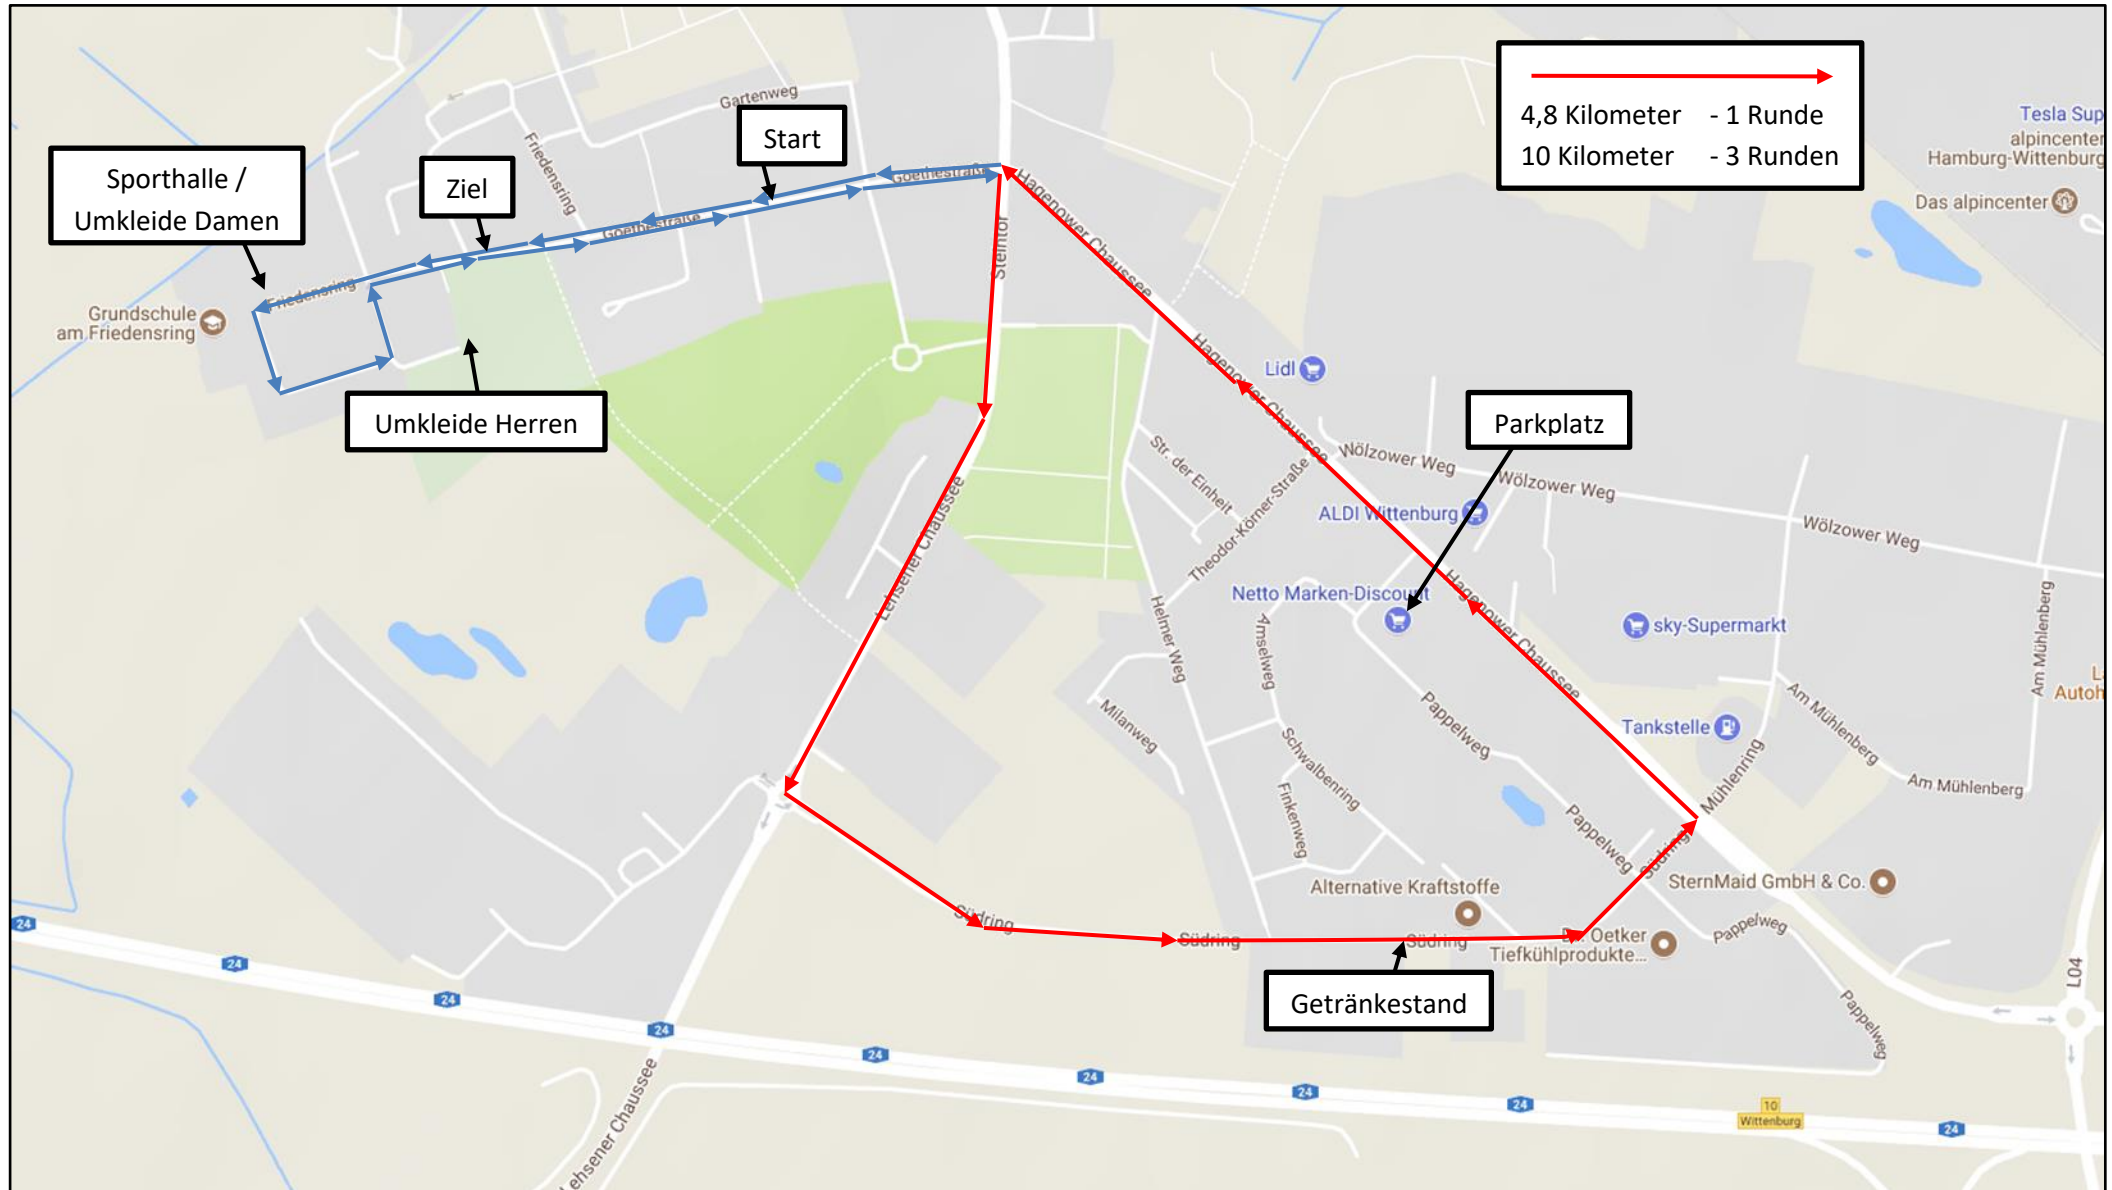 4,8 Kilometer - 1 Runde
10 Kilometer - 3 Runden
Tesla Sup
alpincenter
Hamburg-Wittenburg
Das alpincenter
Gartenweg
Start
Sporthalle /
Umkleide Damen
Ziel
Friedensring
Goethestraße
Goethestraße
Hagenower Chaussee
Steintor
Friedensring
Grundschule
am Friedensring
Umkleide Herren
Lidl
Hagenower Chaussee
Parkplatz
Wölzower Weg
Wölzower Weg
Wölzower Weg
Str. der Einheit
Theodor-Körner-Straße
ALDI Wittenburg
Lehsener Chaussee
Netto Marken-Discount
Hagenower Chaussee
sky-Supermarkt
Am Mühlenberg
Helmer Weg
Amselweg
L
Autoh
Milanweg
Pappelweg
Tankstelle
Am Mühlenberg
Schwalbenring
Mühlenring
Am Mühlenberg
Finkenweg
Pappelweg
Südring
Alternative Kraftstoffe
SternMaid GmbH & Co.
Südring
Südring
Südring
Dr. Oetker
Tiefkühlprodukte...
Pappelweg
Getränkestand
L04
Pappelweg
24
24
24
24
24
24
24
24
24
10
Wittenburg
Lehsener Chaussee